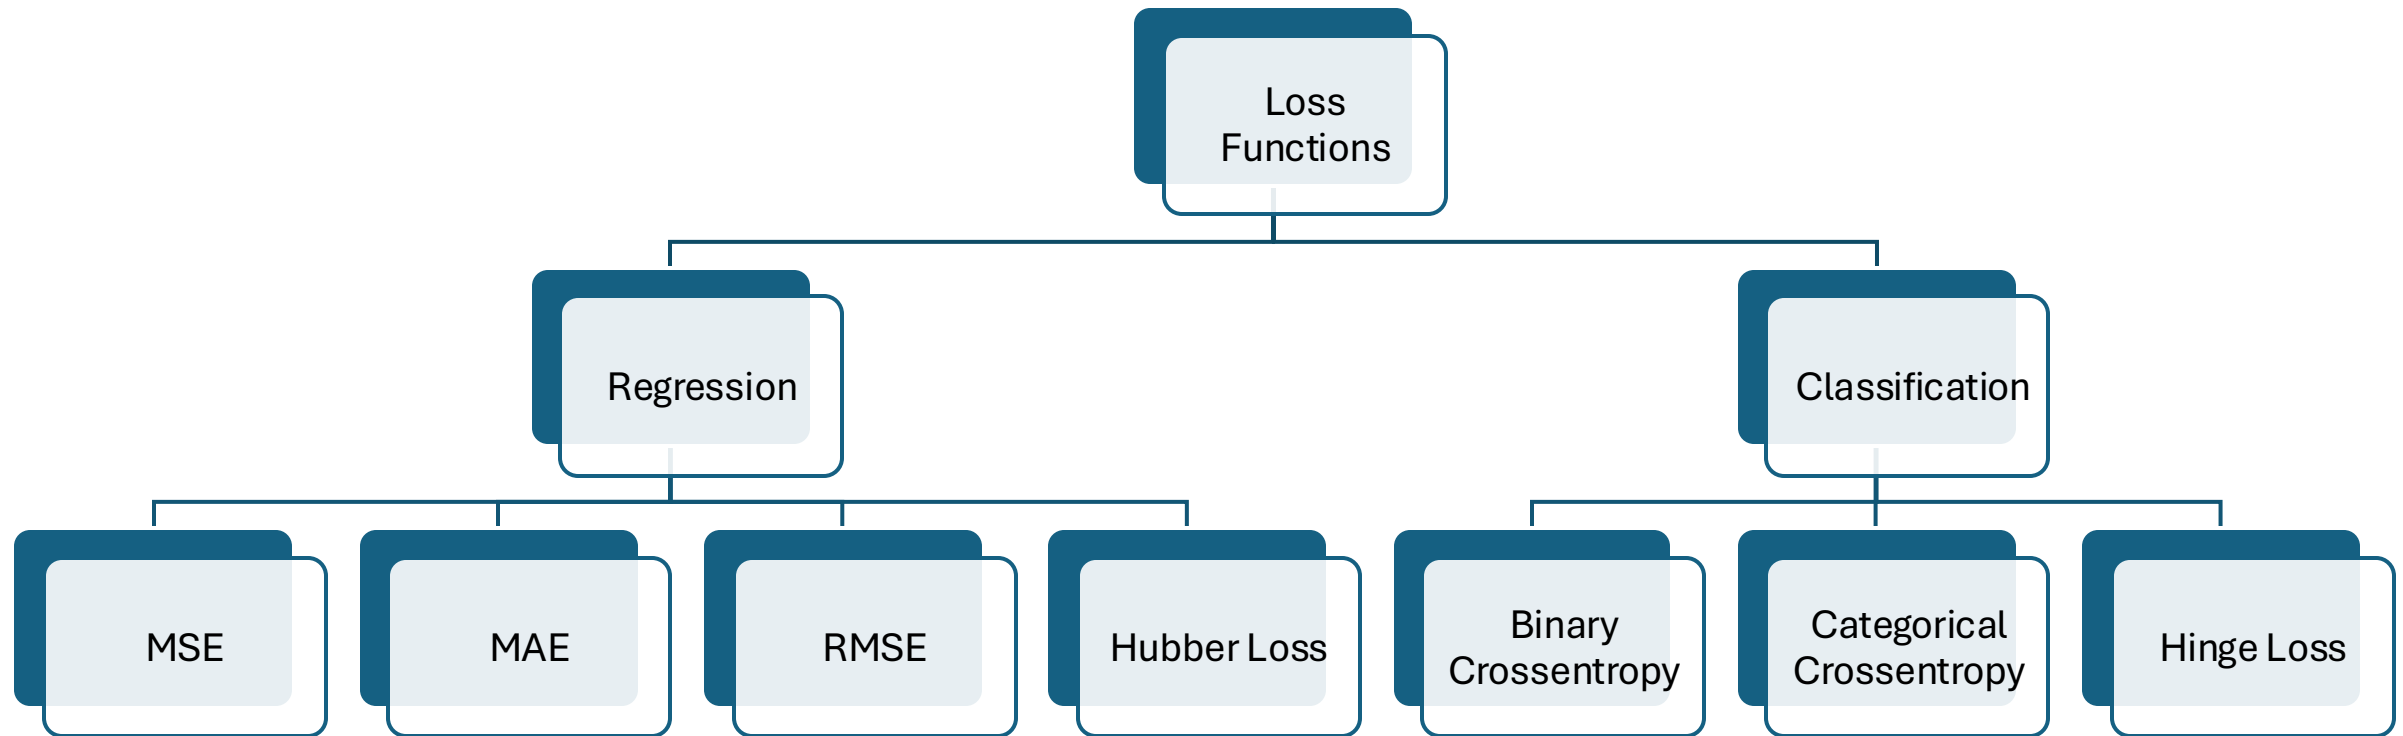 Loss
Functions
Regression
Classification
MSE
MAE
RMSE
Hubber Loss
Binary
Crossentropy
Categorical
Crossentropy
Hinge Loss